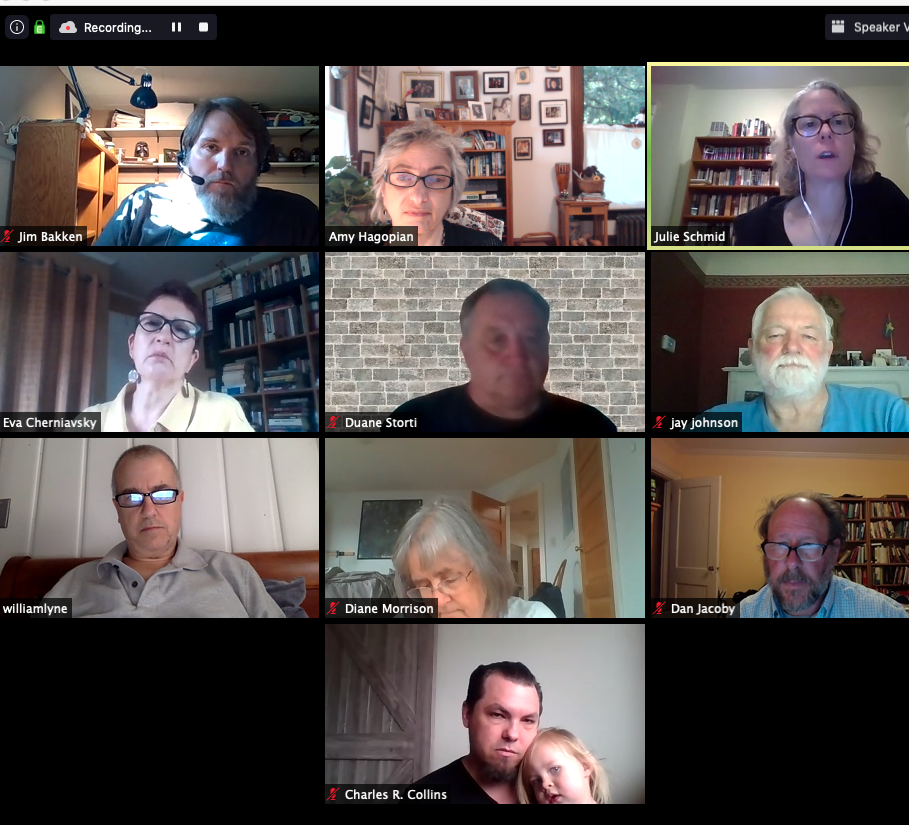 Recording...
Speaker V
Jim Bakken
Amy Hagopian
Julie Schmid
Eva Cherniavsky
Duane Storti
jay johnson
williamlyne
Diane Morrison
Dan Jacoby
Charles R. Collins